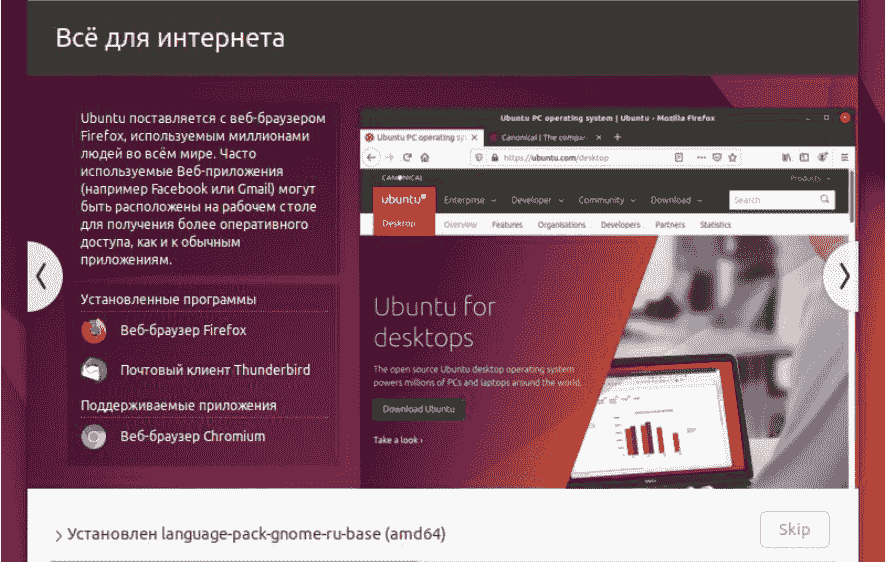 Всё для интернета
Ubuntu поставляется с веб-браузером
Firefox, используемым миллионами
людей во всём мире. Часто
используемые Веб-приложения
(например Facebook или Gmail) могут
быть расположены на рабочем столе
для получения более оперативного
доступа, как и к обычным
приложениям.
Установленные программы
Веб-браузер Firefox
Почтовый клиент Thunderbird
Поддерживаемые приложения
Веб-браузер Chromium
Ubuntu PC operating system | Ubuntu - Mozilla Firefox
Ubuntu PC operating sys
Canonical | The compa
https://ubuntu.com/desktop
CANONICAL
Products
ubuntu
Enterprise
Developer
Community
Download
Search
Desktop
Overview
Features
Organisations
Developers
Partners
Statistics
Ubuntu for
desktops
The open source Ubuntu desktop operating system
powers millions of PCs and laptops around the world.
Download Ubuntu
Take a look ›
Установлен language-pack-gnome-ru-base (amd64)
Skip